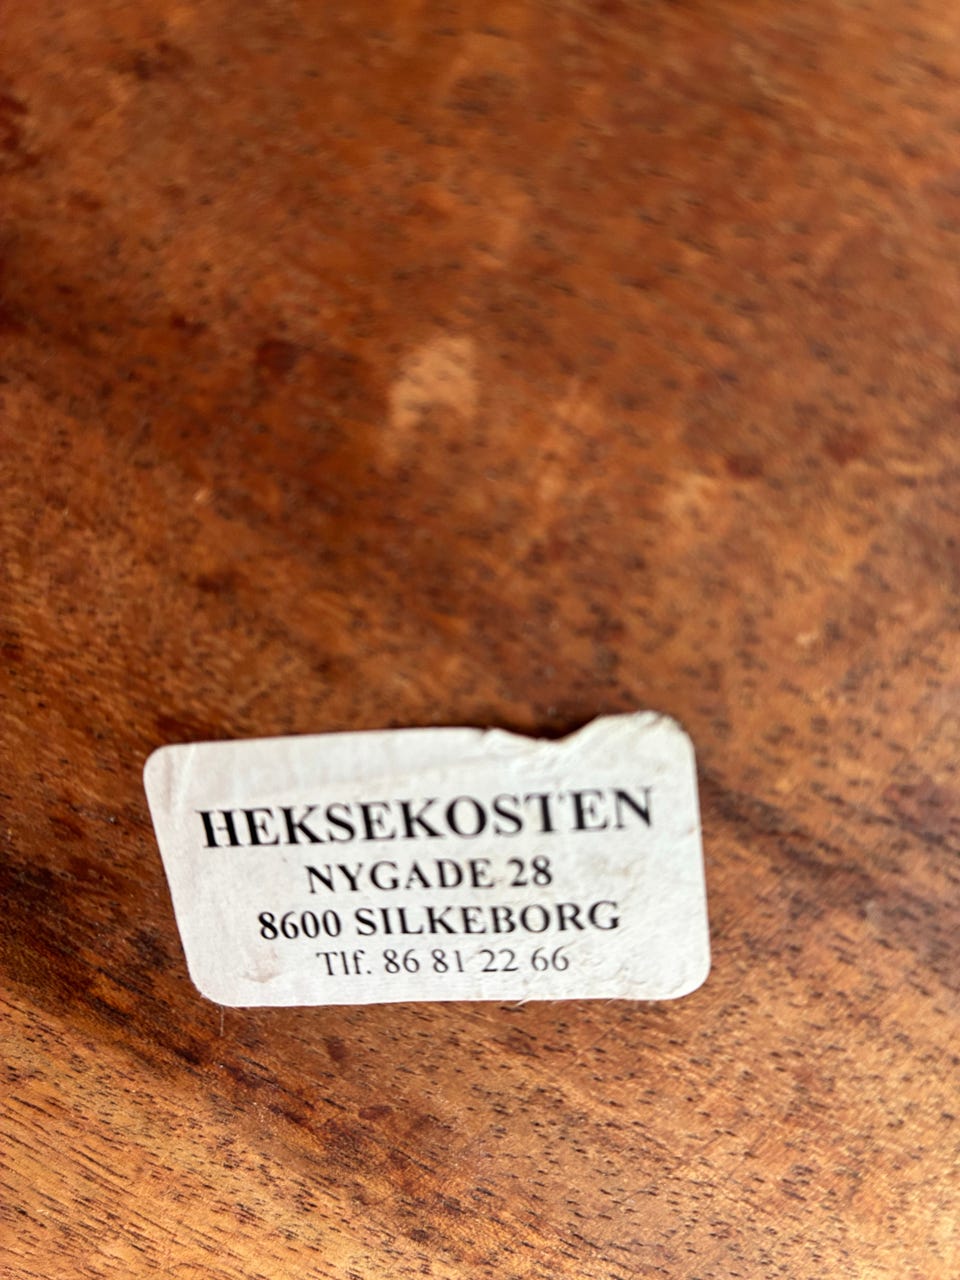 HEKSEKOSTEN
NYGADE 28
8600 SILKEBORG
Tlf. 86 81 22 66